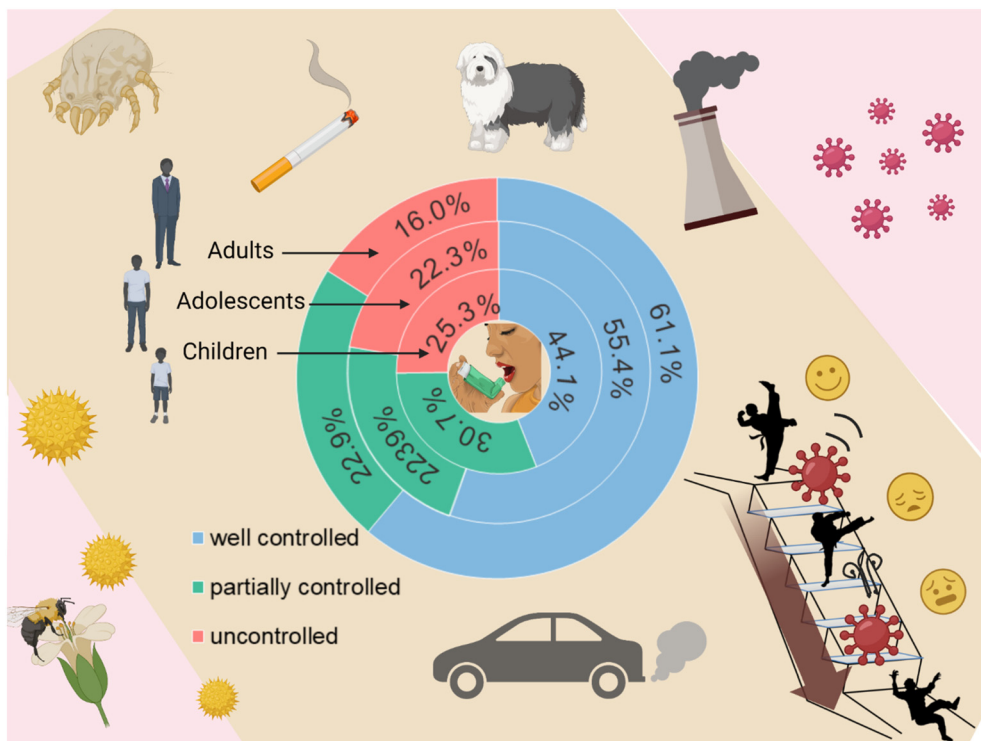 16.0%
Adults
22.3%
Adolescents
25.3%
61.1%
55.4%
44.1%
Children
30.7%
2239%
22.9%
well controlled
partially controlled
uncontrolled